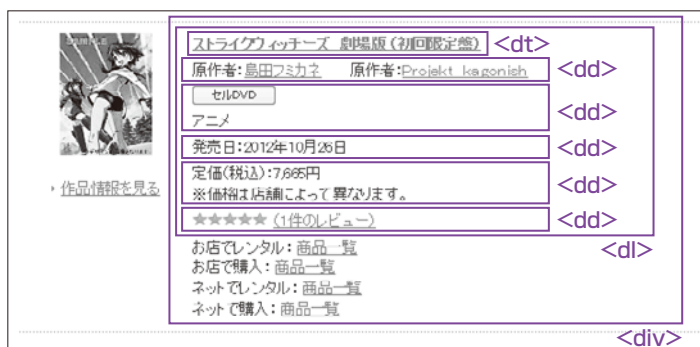 ストライクウィッチーズ 劇場版(初回限定盤) <dt>
原作者:島田フミカネ 原作者:Projekt kagonish <dd>
セルDVD
アニメ <dd>
発売日:2012年10月26日 <dd>
定価(税込):7,665円
※価格は店舗によって異なります。 <dd>
★★★★★ (1件のレビュー) <dd>
作品情報を見る
<dl>
お店でレンタル: 商品一覧
お店で購入: 商品一覧
ネットでレンタル: 商品一覧
ネットで購入: 商品一覧
<div>